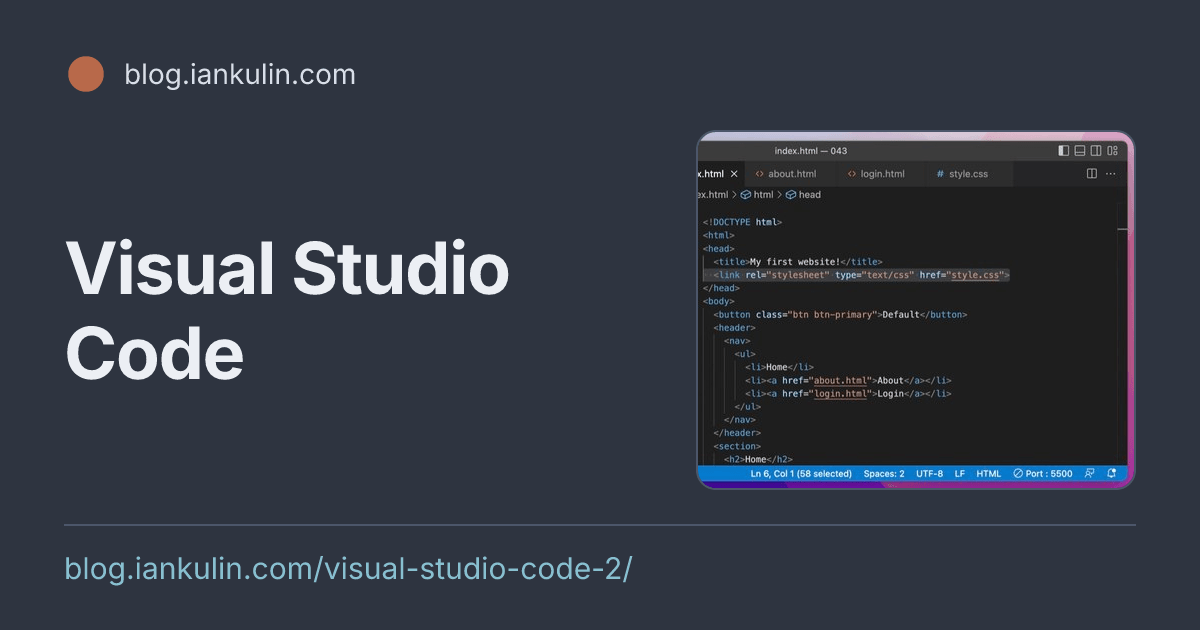 blog.iankulin.com
Visual Studio
Code
index.html — 043
x.html
about.html
login.html
# style.css
ex.html > html > head
<!DOCTYPE html>
<html>
<head>
<title>My first website!</title>
<link rel="stylesheet" type="text/css" href="style.css">
</head>
<body>
<button class="btn btn-primary">Default</button>
<header>
<nav>
<ul>
<li>Home</li>
<li><a href="about.html">About</a></li>
<li><a href="login.html">Login</a></li>
</ul>
</nav>
</header>
<section>
<h2>Home</h2>
Ln 6, Col 1 (58 selected) Spaces: 2 UTF-8 LF HTML Port : 5500
blog.iankulin.com/visual-studio-code-2/